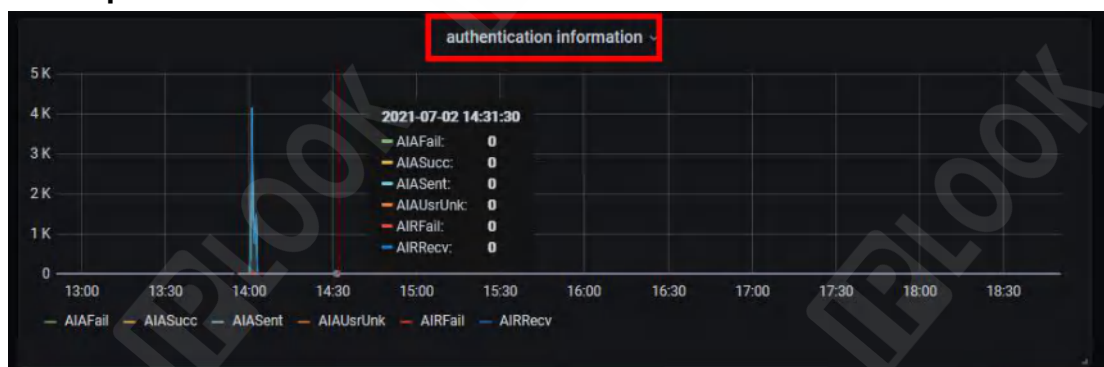 authentication information
5 K
4 K
3 K
2 K
1 K
0
2021-07-02 14:31:30
AIAFail: 0
AIASucc: 0
AIASent: 0
AIAUsrUnk: 0
AIRFail: 0
AIRRecv: 0
13:00 13:30 14:00 14:30 15:00 15:30 16:00 16:30 17:00 17:30 18:00 18:30
AIAFail AIASucc AIASent AIAUsrUnk AIRFail AIRRecv
IPLOOK
IPLOOK